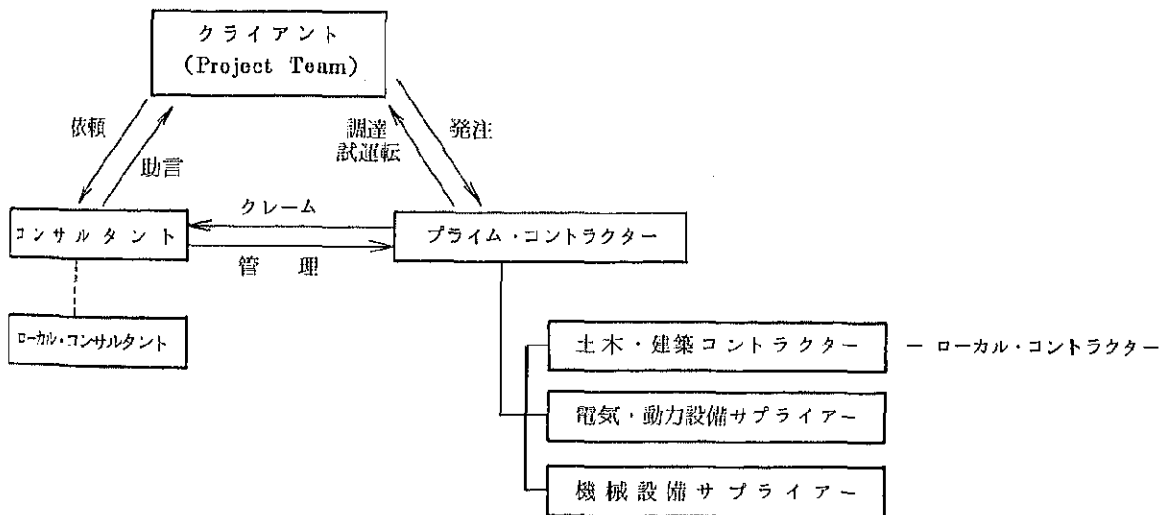 クライアント
(Project Team)
依頼
助言
調達
試運転
発注
クレーム
コンサルタント
プライム・コントラクター
管理
ローカル・コンサルタント
土木・建築コントラクター
ー ローカル・コントラクター
電気・動力設備サプライアー
機械設備サプライアー